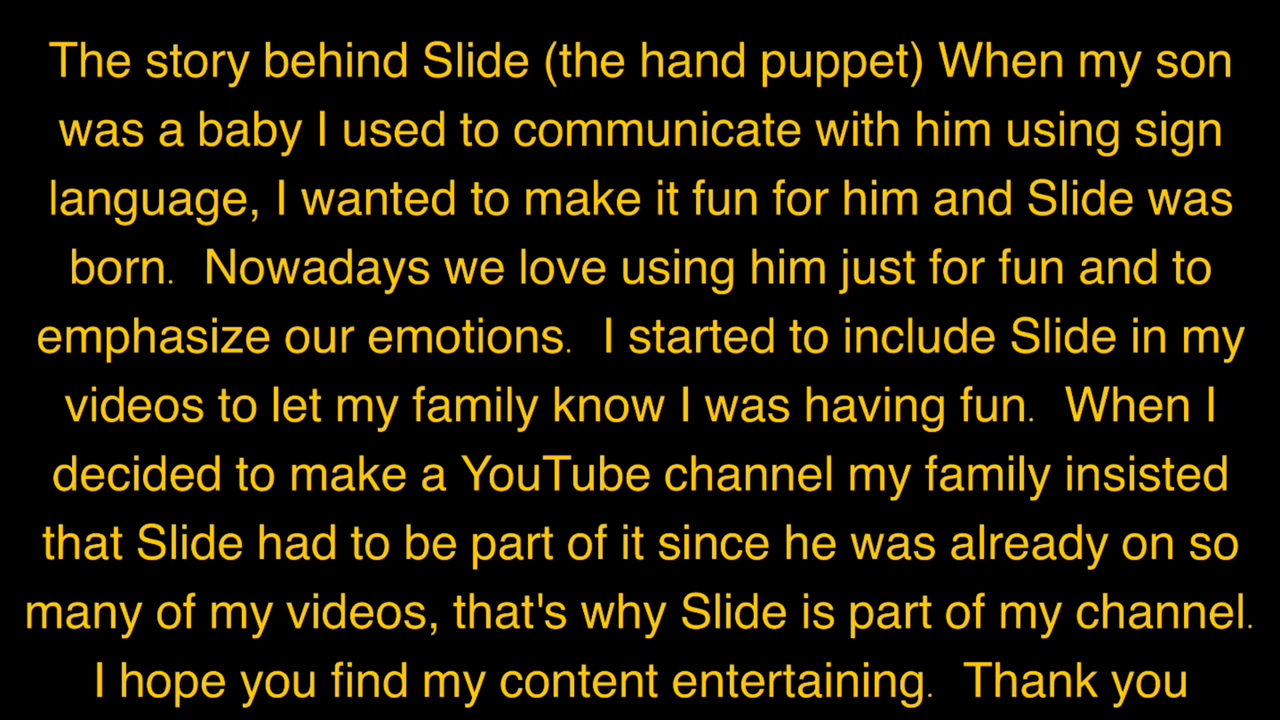 The story behind Slide (the hand puppet) When my son
was a baby I used to communicate with him using sign
language, I wanted to make it fun for him and Slide was
born.  Nowadays we love using him just for fun and to
emphasize our emotions.  I started to include Slide in my
videos to let my family know I was having fun.  When I
decided to make a YouTube channel my family insisted
that Slide had to be part of it since he was already on so
many of my videos, that's why Slide is part of my channel.
I hope you find my content entertaining.  Thank you